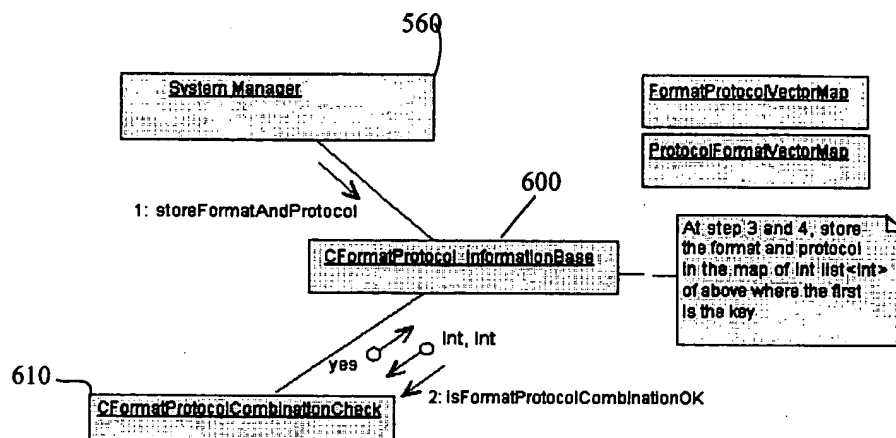 560
System Manager
FormatProtocolVectorMap
ProtocolFormatVectorMap
1: storeFormatAndProtocol
600
CFormatProtocol_InformationBase
At step 3 and 4, store
the format and protocol
in the map of int list<int>
of above where the first
is the key
yes
int, int
610
2: isFormatProtocolCombinationOK
CFormatProtocolCombinationCheck